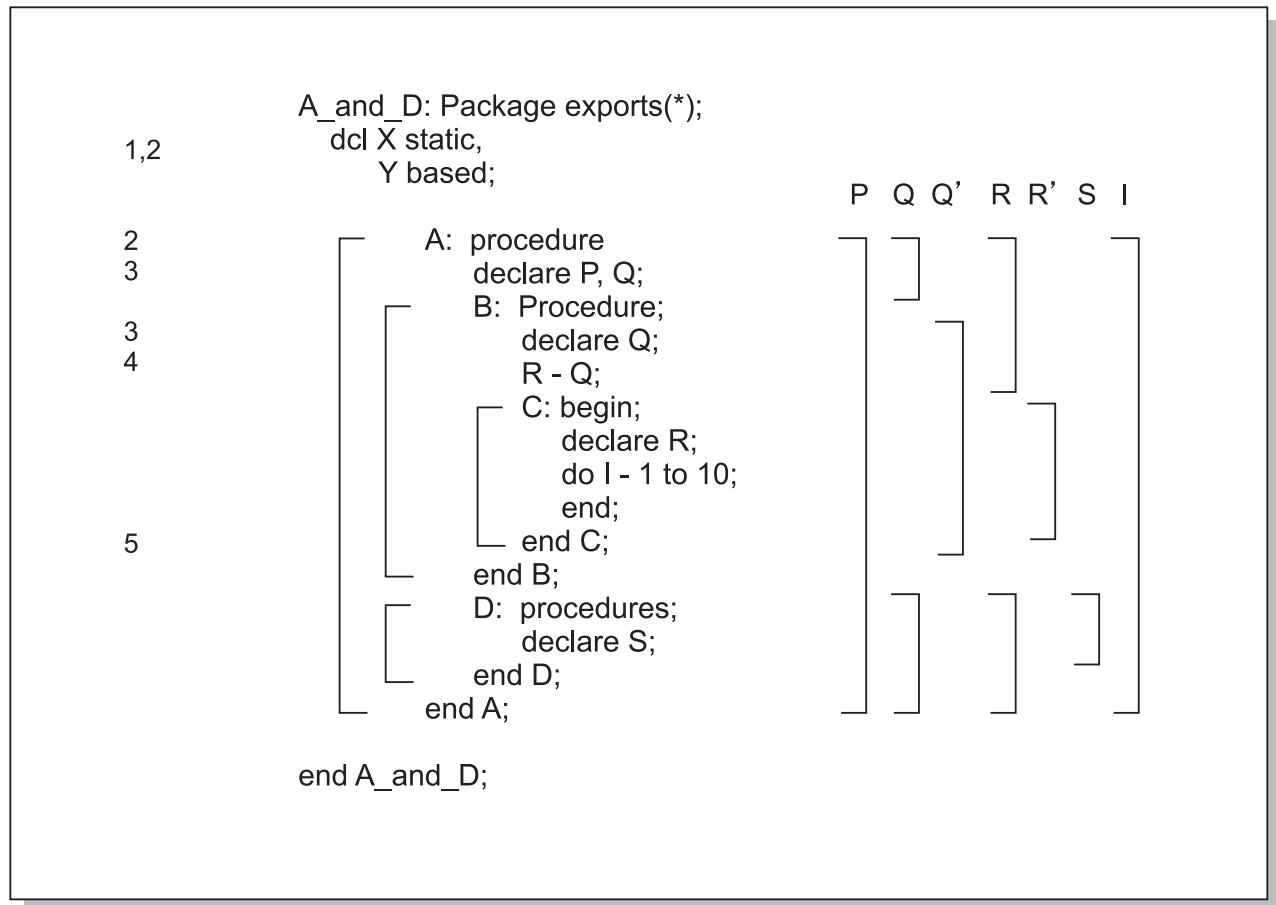 A_and_D: Package exports(*);
1,2 dcl X static,
Y based;
P Q Q’ R R’ S I
2 A: procedure
3 declare P, Q;
B: Procedure;
3 declare Q;
4 R - Q;
C: begin;
declare R;
do I - 1 to 10;
end;
5 end C;
end B;
D: procedures;
declare S;
end D;
end A;
end A_and_D;